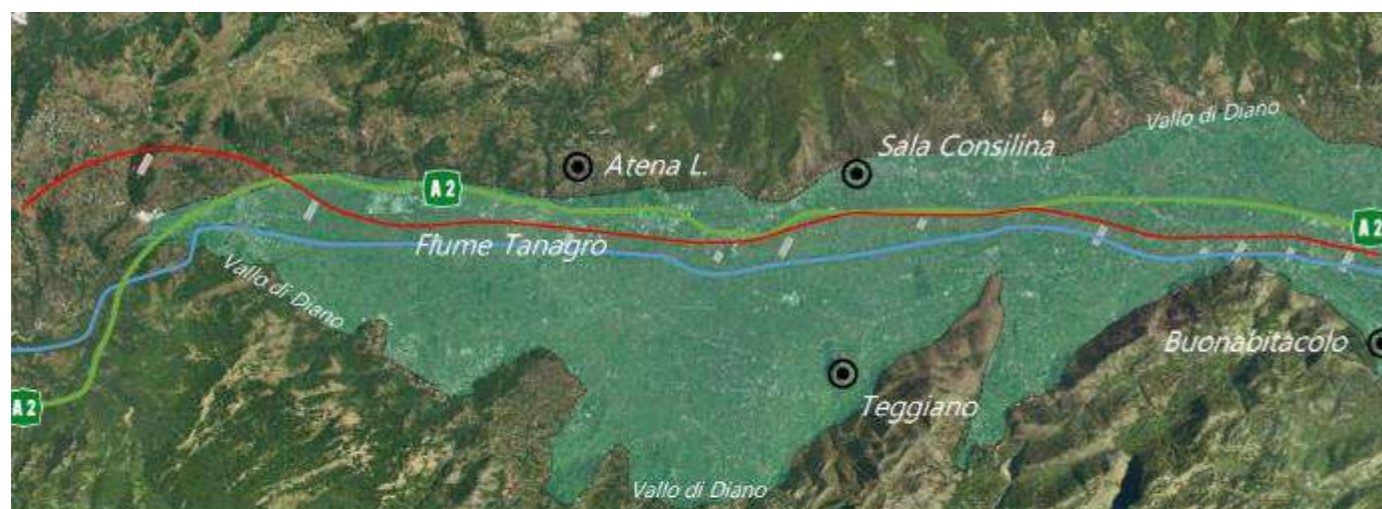 Vallo di Diano
Sala Consilina
Atena L.
A2
A2
Fiume Tanagro
Vallo di Diano
Buonabitacolo
A2
Teggiano
Vallo di Diano